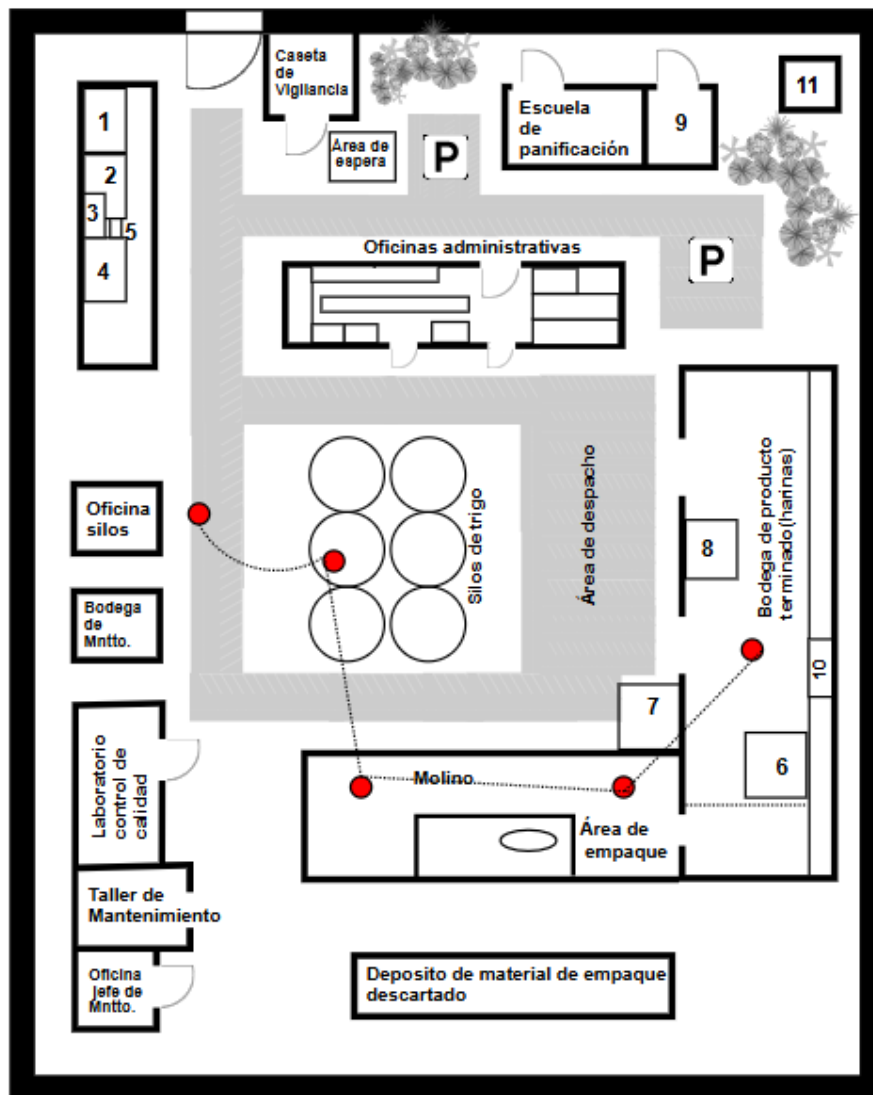 Caseta
de
Vigilancia
Area de
espera
P
Escuela
de
panificación
9
11
1
2
3
5
4
Oficinas administrativas
P
Oficina
silos
Bodega
de
Mntto.
Silos de trigo
Área de despacho
Bodega de producto
terminado (harinas)
8
10
7
6
Laboratorio
control de
calidad
Molino
Área de
empaque
Taller de
Mantenimiento
Oficina
jefe de
Mntto.
Deposito de material de empaque
descartado